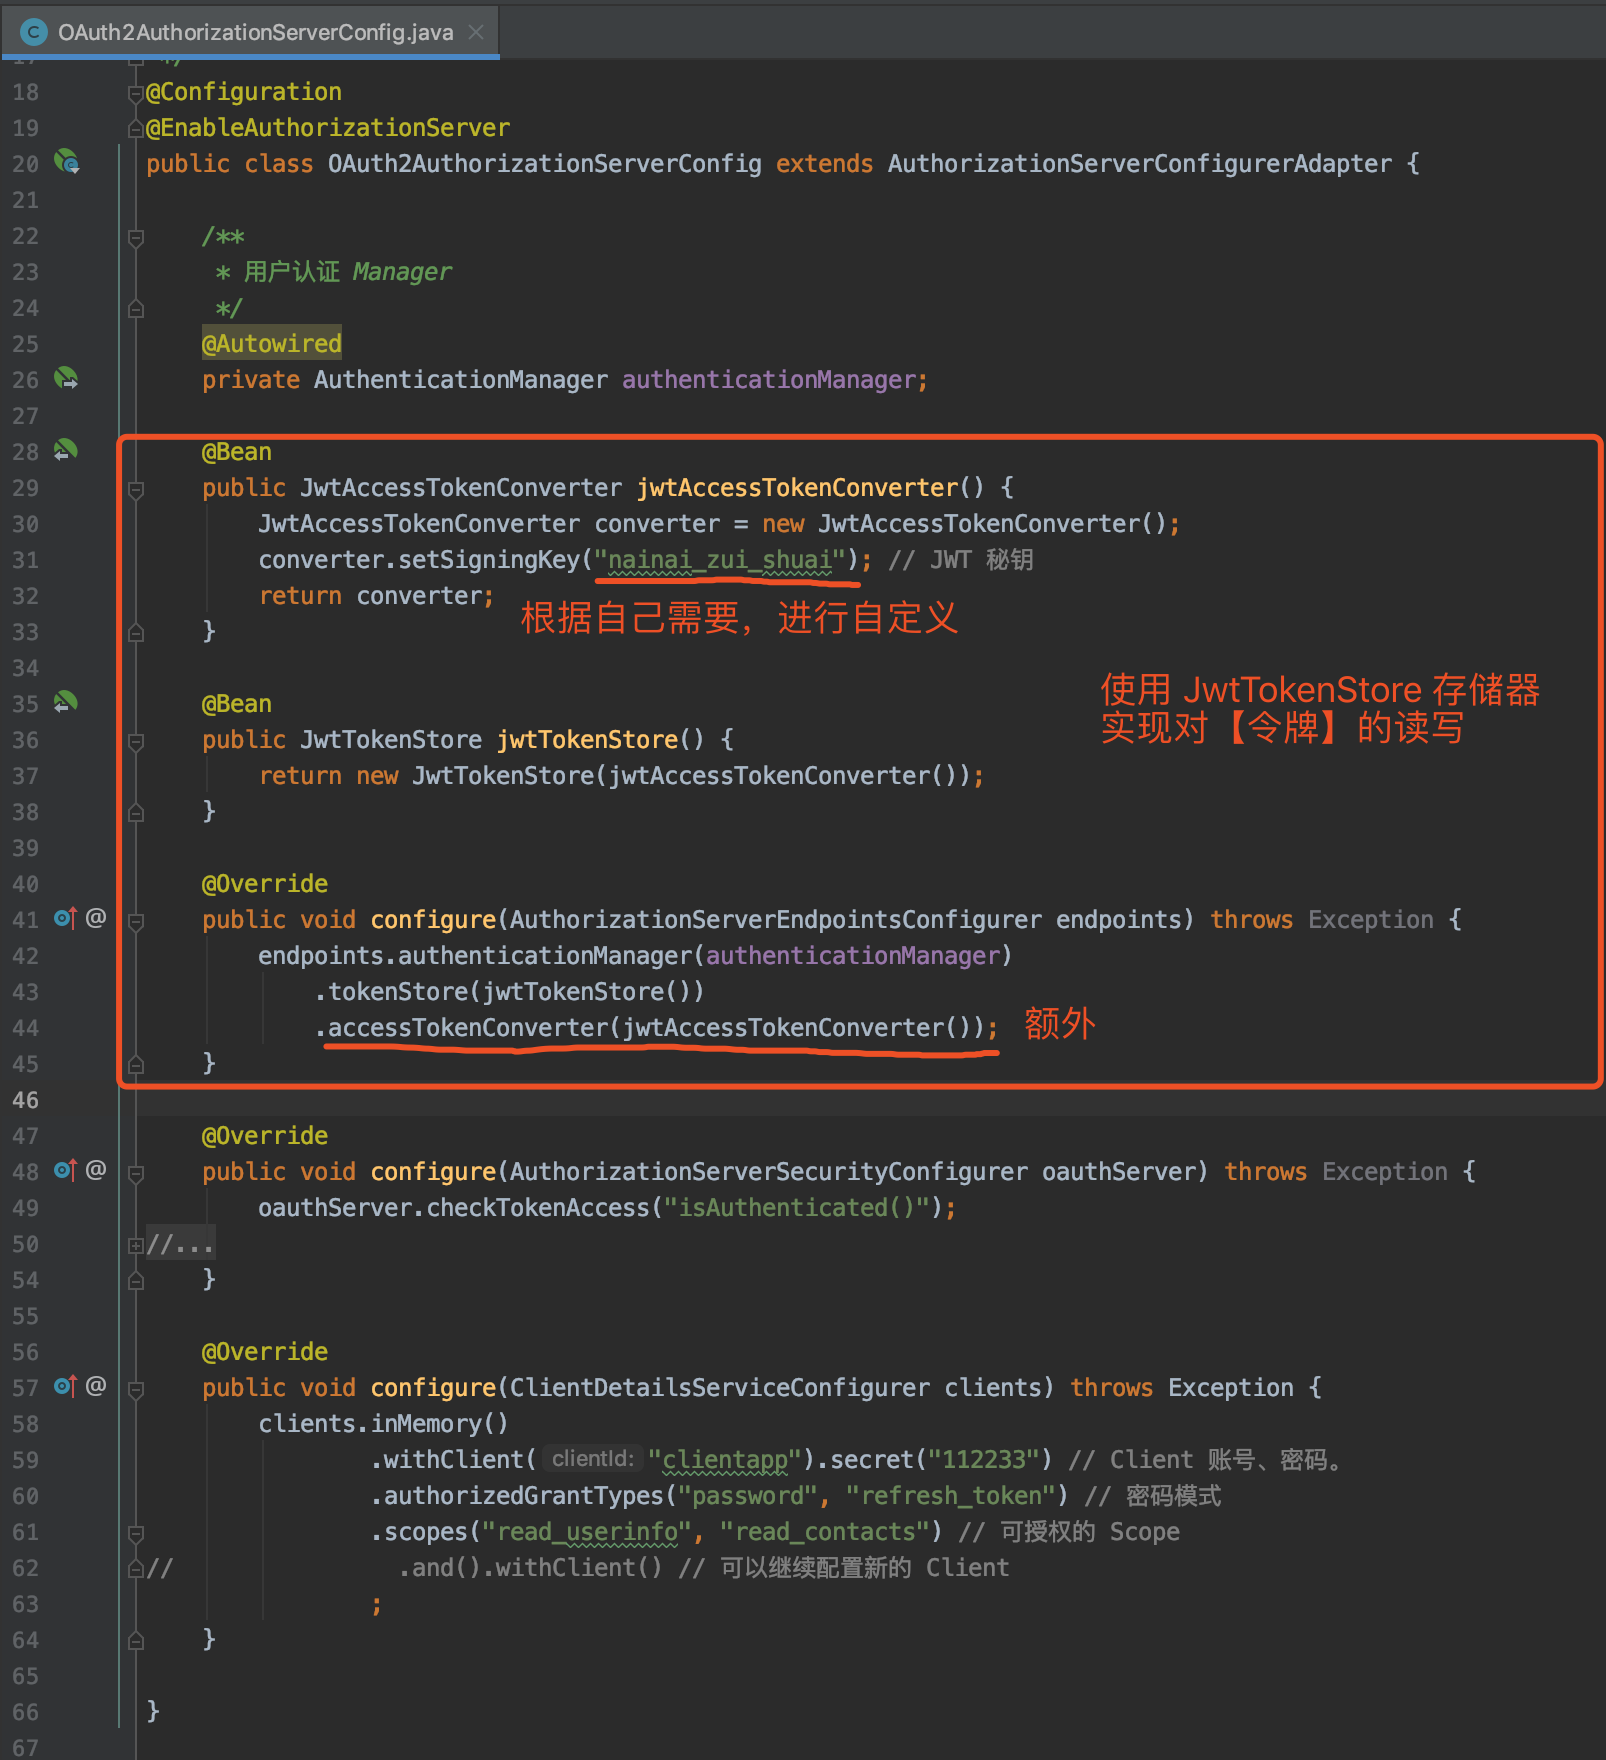 OAuth2AuthorizationServerConfig.java
17 */
18 @Configuration
19 @EnableAuthorizationServer
20 public class OAuth2AuthorizationServerConfig extends AuthorizationServerConfigurerAdapter {
21
22 /**
23 * 用户认证 Manager
24 */
25 @Autowired
26 private AuthenticationManager authenticationManager;
27
28 @Bean
29 public JwtAccessTokenConverter jwtAccessTokenConverter() {
30 JwtAccessTokenConverter converter = new JwtAccessTokenConverter();
31 converter.setSigningKey("nainai_zui_shuai"); // JWT 秘钥
32 return converter;
根据自己需要，进行自定义
33 }
34
使用 JwtTokenStore 存储器
实现对【令牌】的读写
35 @Bean
36 public JwtTokenStore jwtTokenStore() {
37 return new JwtTokenStore(jwtAccessTokenConverter());
38 }
39
40 @Override
41 @ public void configure(AuthorizationServerEndpointsConfigurer endpoints) throws Exception {
42 endpoints.authenticationManager(authenticationManager)
43 .tokenStore(jwtTokenStore())
44 .accessTokenConverter(jwtAccessTokenConverter()); 额外
45 }
46
47 @Override
48 @ public void configure(AuthorizationServerSecurityConfigurer oauthServer) throws Exception {
49 oauthServer.checkTokenAccess("isAuthenticated()");
50 //...
54 }
55
56 @Override
57 @ public void configure(ClientDetailsServiceConfigurer clients) throws Exception {
58 clients.inMemory()
59 .withClient( clientId: "clientapp").secret("112233") // Client 账号、密码。
60 .authorizedGrantTypes("password", "refresh_token") // 密码模式
61 .scopes("read_userinfo", "read_contacts") // 可授权的 Scope
62 // .and().withClient() // 可以继续配置新的 Client
63 ;
64 }
65
66 }
67